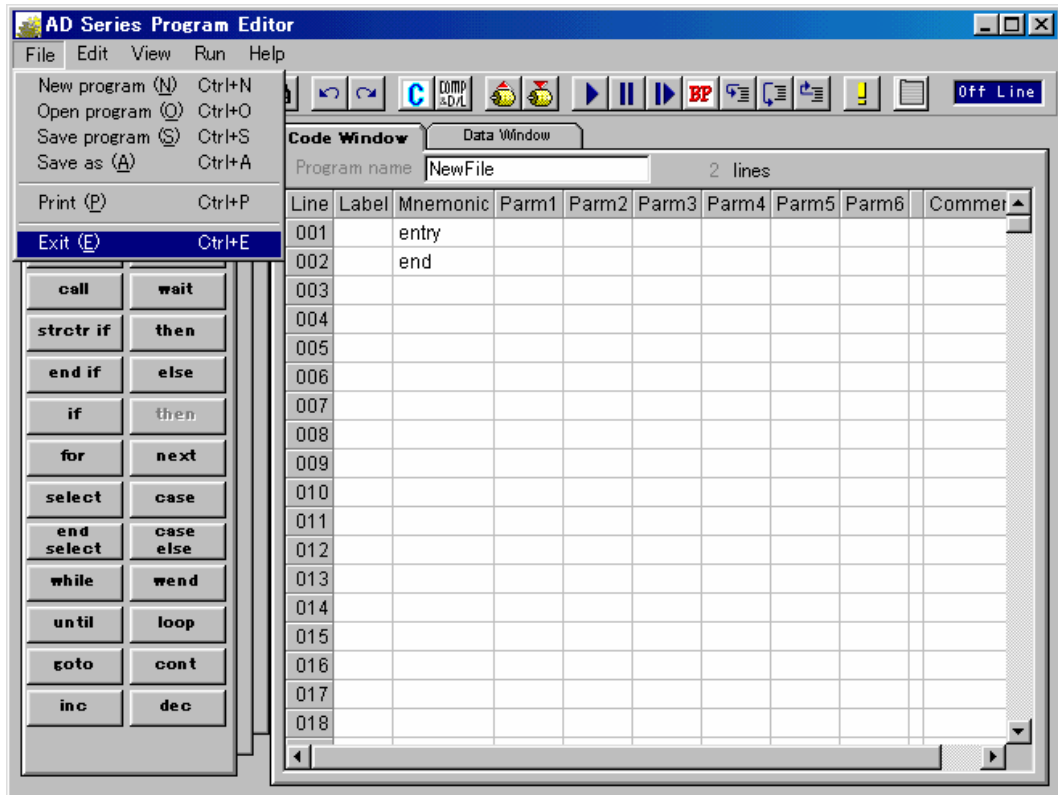 AD Series Program Editor
File Edit View Run Help
New program (N) Ctrl+N
Open program (O) Ctrl+O
Save program (S) Ctrl+S
Save as (A) Ctrl+A
Print (P) Ctrl+P
Exit (E) Ctrl+E
C COMP &D/L BP Off Line
Code Window Data Window
Program name NewFile 2 lines
Line Label Mnemonic Parm1 Parm2 Parm3 Parm4 Parm5 Parm6 Commer
001 entry
002 end
003
004
005
006
007
008
009
010
011
012
013
014
015
016
017
018
call wait
strctr if then
end if else
if then
for next
select case
end select case else
while wend
until loop
goto cont
inc dec